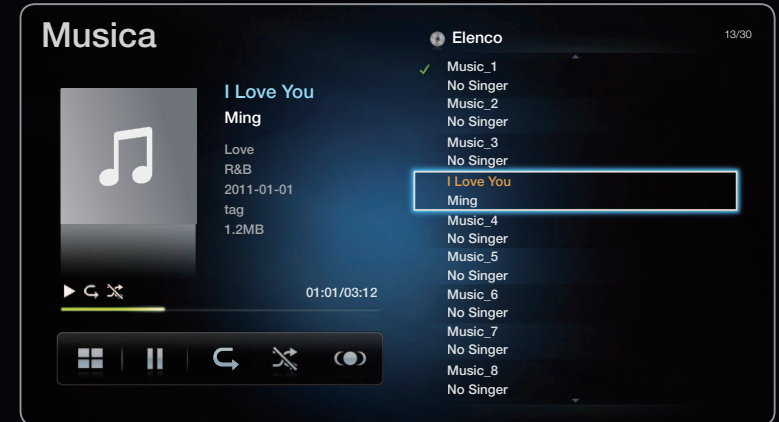 Musica
I Love You
Ming
Love
R&B
2011-01-01
tag
1.2MB
01:01/03:12
Elenco
13/30
Music_1
No Singer
Music_2
No Singer
Music_3
No Singer
I Love You
Ming
Music_4
No Singer
Music_5
No Singer
Music_6
No Singer
Music_7
No Singer
Music_8
No Singer